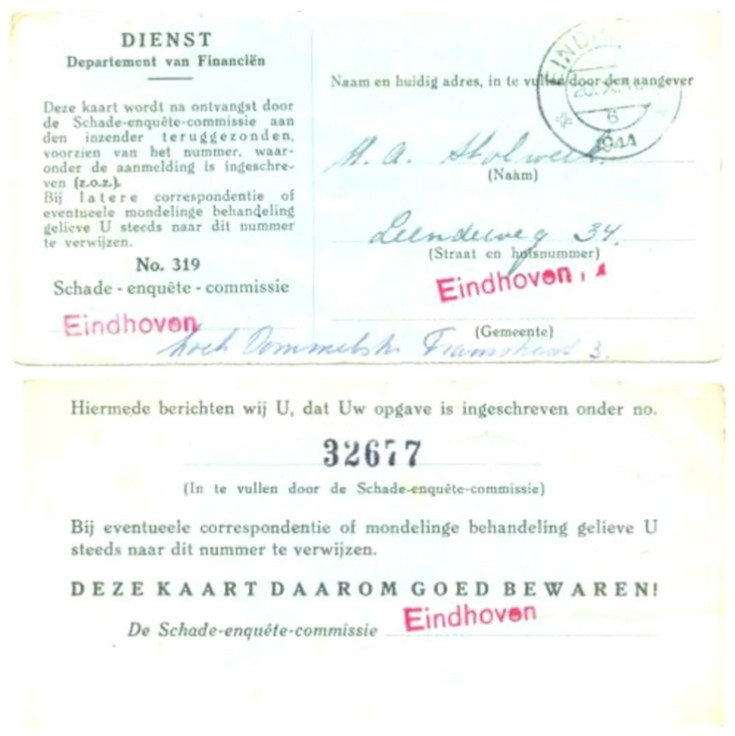 DIENST
Departement van Financiën
Deze kaart wordt na ontvangst door
de Schade-enquête-commissie aan
den inzender teruggezonden,
voorzien van het nummer, waar-
onder de aanmelding is ingeschre-
ven (z.o.z.).
Bij latere correspondentie of
eventueele mondelinge behandeling
gelieve U steeds naar dit nummer
te verwijzen.
No. 319
Schade - enquête - commissie
Eindhoven
Naam en huidig adres, in te vullen door den aangever
M. A.
(Naam)
Leenderweg 34.
(Straat en huisnummer)
Eindhoven
(Gemeente)
hoek Dommelstr. 3.
6
1944
Hiermede berichten wij U, dat Uw opgave is ingeschreven onder no.
32677
(In te vullen door de Schade-enquête-commissie)
Bij eventueele correspondentie of mondelinge behandeling gelieve U
steeds naar dit nummer te verwijzen.
DEZE KAART DAAROM GOED BEWAREN!
De Schade-enquête-commissie Eindhoven